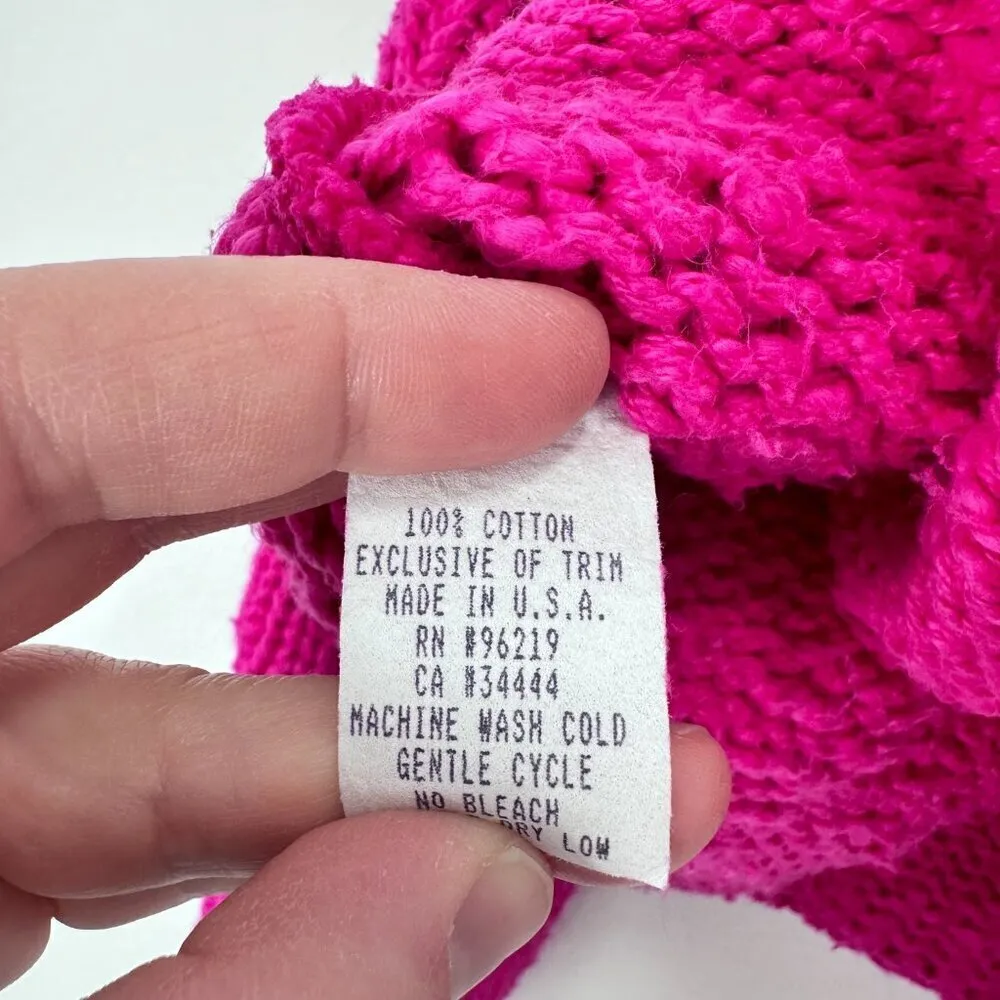 100% COTTON
EXCLUSIVE OF TRIM
MADE IN U.S.A.
RN #96219
CA #34444
MACHINE WASH COLD
GENTLE CYCLE
NO BLEACH
DRY LOW